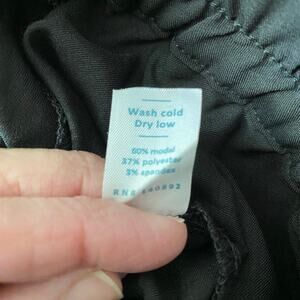 Wash cold
Dry low
60% modal
37% polyester
3% spandex
RN#